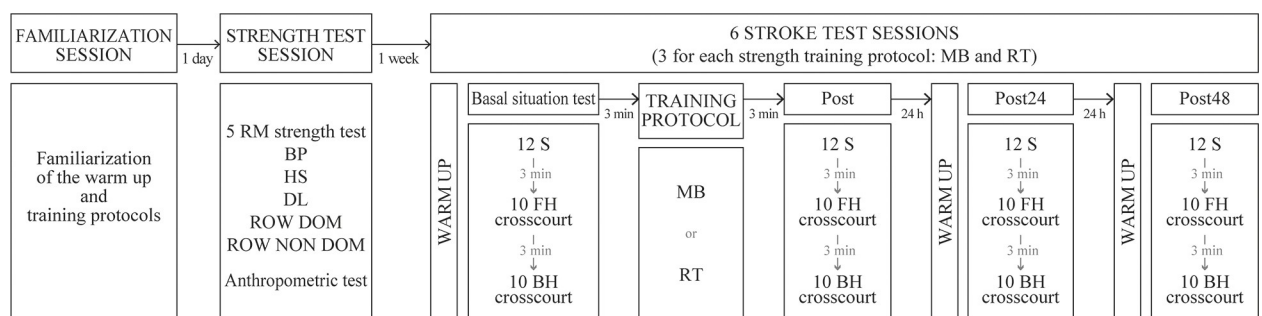 FAMILIARIZATION
SESSION
1 day
STRENGTH TEST
SESSION
1 week
6 STROKE TEST SESSIONS
(3 for each strength training protocol: MB and RT)
Familiarization
of the warm up
and
training protocols
5 RM strength test
BP
HS
DL
ROW DOM
ROW NON DOM
Anthropometric test
WARM UP
Basal situation test
12 S
3 min
10 FH
crosscourt
3 min
10 BH
crosscourt
3 min
TRAINING
PROTOCOL
MB
or
RT
3 min
Post
12 S
3 min
10 FH
crosscourt
3 min
10 BH
crosscourt
24 h
WARM UP
Post24
12 S
3 min
10 FH
crosscourt
3 min
10 BH
crosscourt
24 h
WARM UP
Post48
12 S
3 min
10 FH
crosscourt
3 min
10 BH
crosscourt